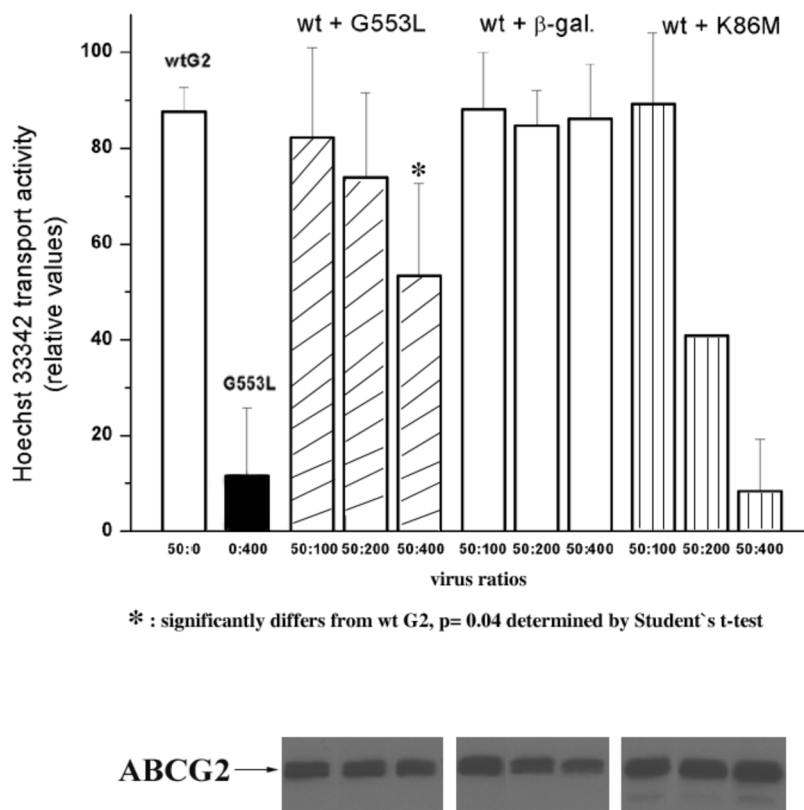 wt + G553L wt + β-gal. wt + K86M
100
80
60
40
20
0
Hoechst 33342 transport activity
(relative values)
wtG2
G553L
*
50:0 0:400 50:100 50:200 50:400 50:100 50:200 50:400 50:100 50:200 50:400
virus ratios
* : significantly differs from wt G2, p= 0.04 determined by Student`s t-test
ABCG2